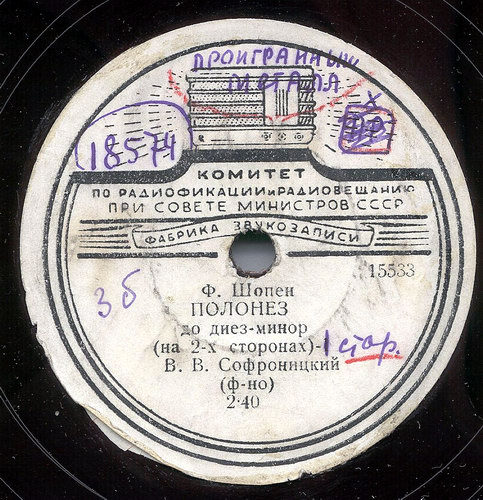 ПРОИГРАННЫЙ
МЕТАЛЛ
18574
КОМИТЕТ
ПО РАДИОФИКАЦИИ и РАДИОВЕЩАНИЮ
ПРИ СОВЕТЕ МИНИСТРОВ СССР
ФАБРИКА ЗВУКОЗАПИСИ
15533
3б
Ф. Шопен
ПОЛОНЕЗ
до диез-минор
(на 2-х сторонах)-1 стор.
В. В. Софроницкий
(ф-но)
2·40